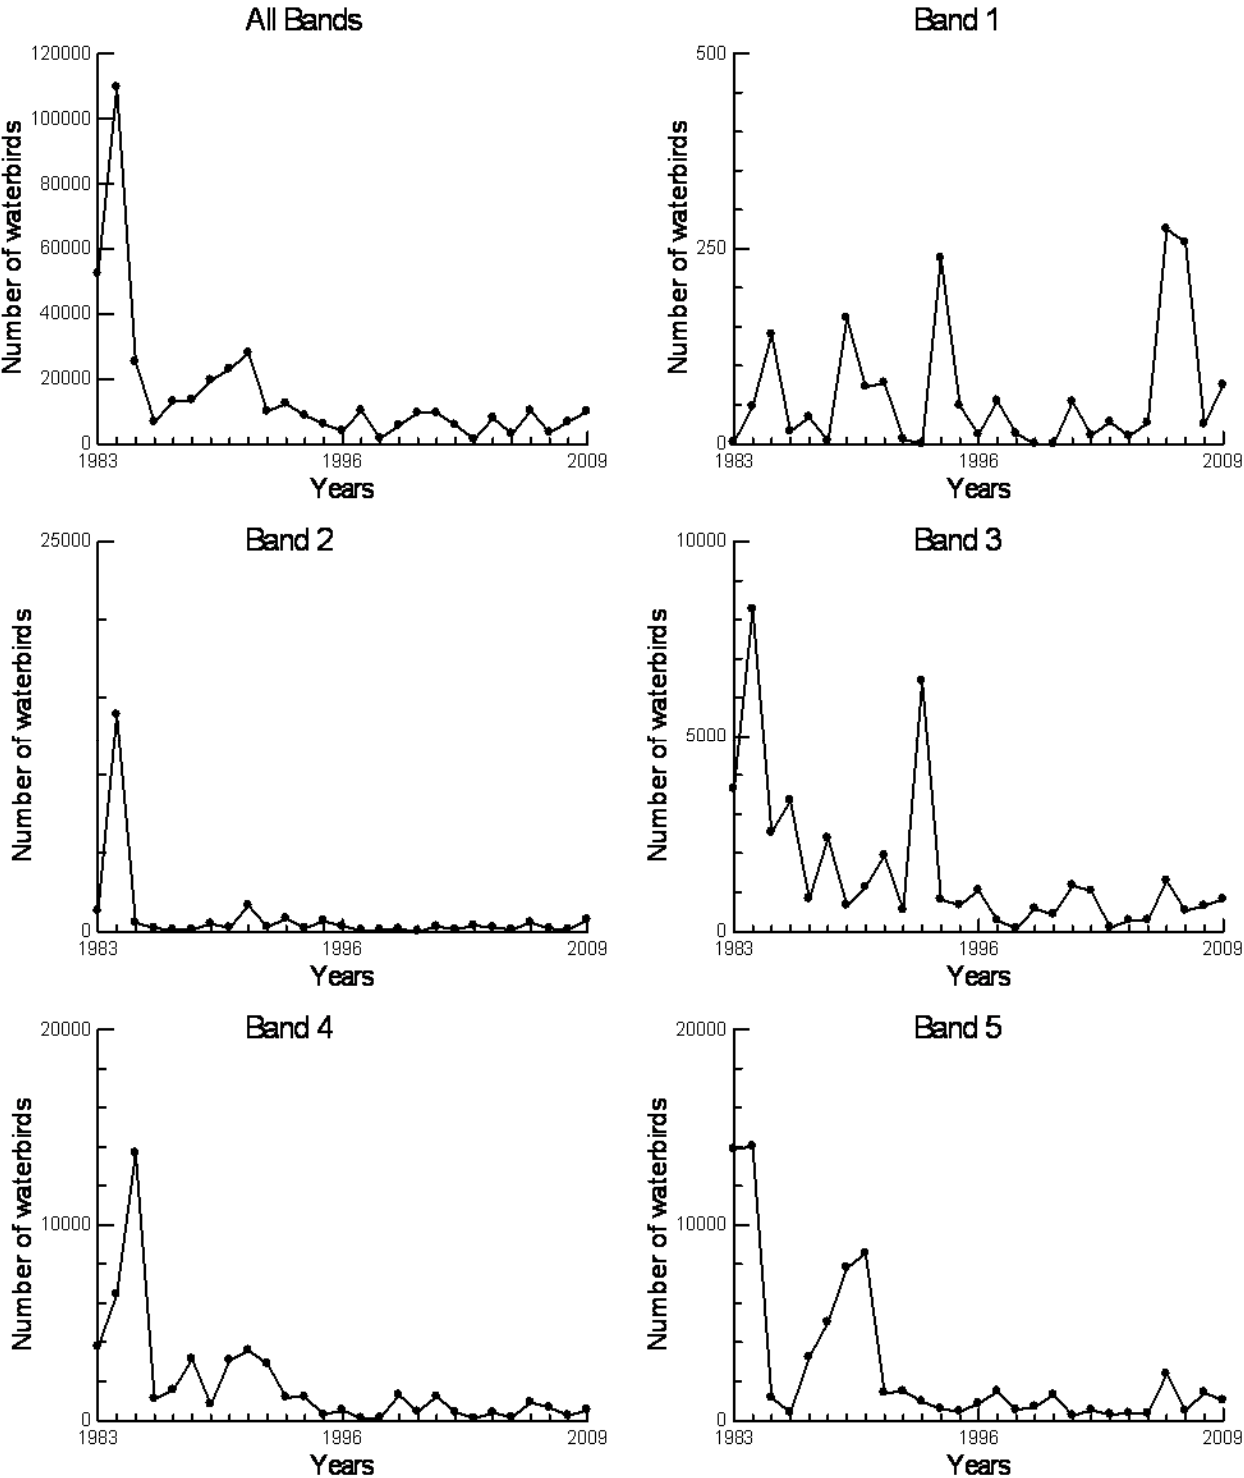 All Bands
120000
100000
80000
60000
40000
20000
0
Number of waterbirds
1983 1996 2009
Years
Band 1
500
250
0
Number of waterbirds
1983 1996 2009
Years
Band 2
25000
0
Number of waterbirds
1983 1996 2009
Years
Band 3
10000
5000
0
Number of waterbirds
1983 1996 2009
Years
Band 4
20000
10000
0
Number of waterbirds
1983 1996 2009
Years
Band 5
20000
10000
0
Number of waterbirds
1983 1996 2009
Years